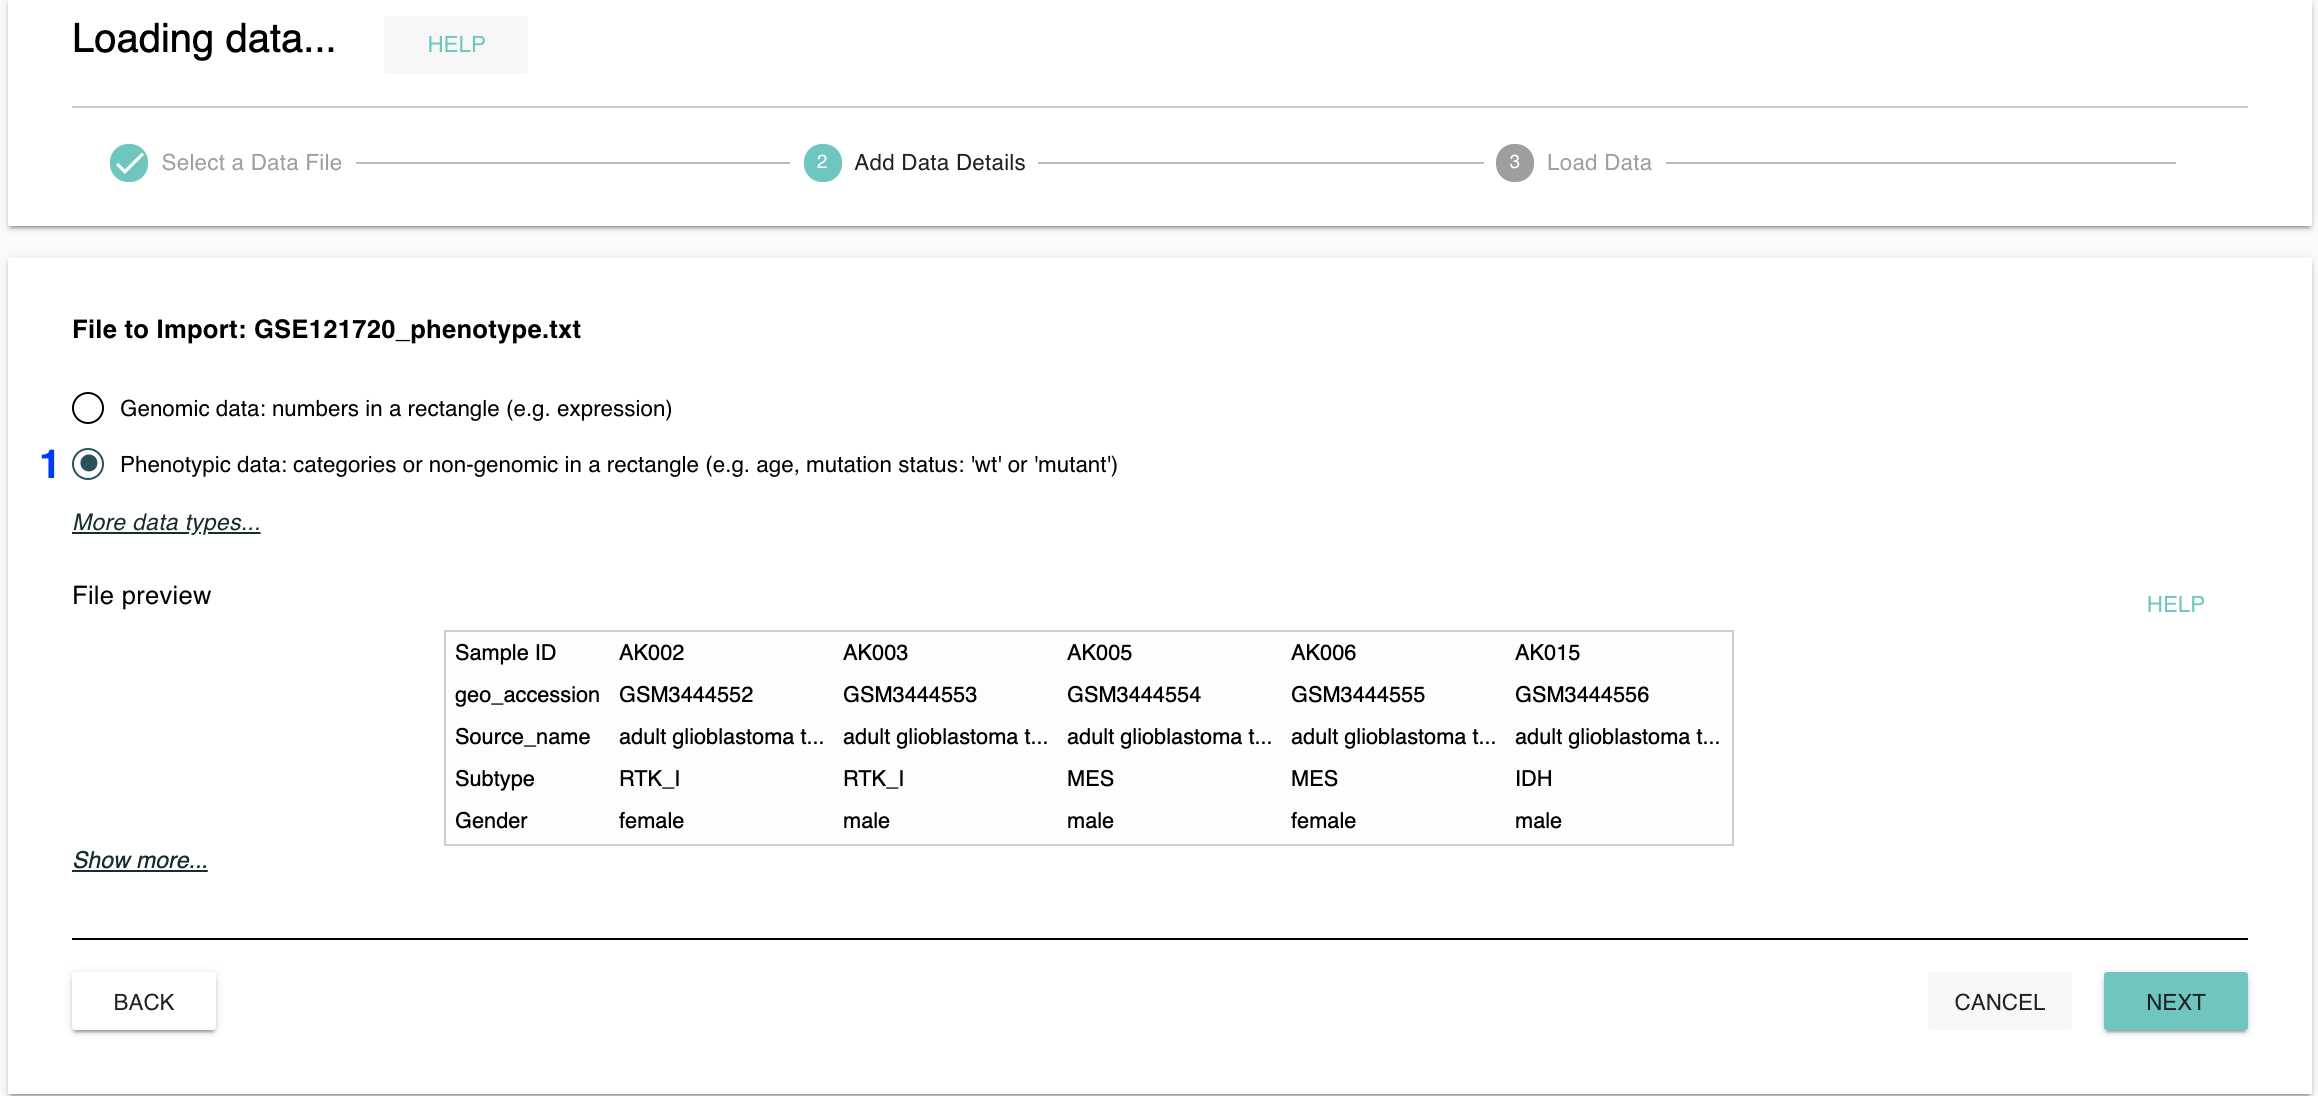 Loading data...
HELP
Select a Data File
2 Add Data Details
3 Load Data
File to Import: GSE121720_phenotype.txt
Genomic data: numbers in a rectangle (e.g. expression)
1 Phenotypic data: categories or non-genomic in a rectangle (e.g. age, mutation status: 'wt' or 'mutant')
More data types...
File preview
HELP
Sample ID AK002 AK003 AK005 AK006 AK015
geo_accession GSM3444552 GSM3444553 GSM3444554 GSM3444555 GSM3444556
Source_name adult glioblastoma t... adult glioblastoma t... adult glioblastoma t... adult glioblastoma t... adult glioblastoma t...
Subtype RTK_I RTK_I MES MES IDH
Gender female male male female male
Show more...
BACK
CANCEL
NEXT